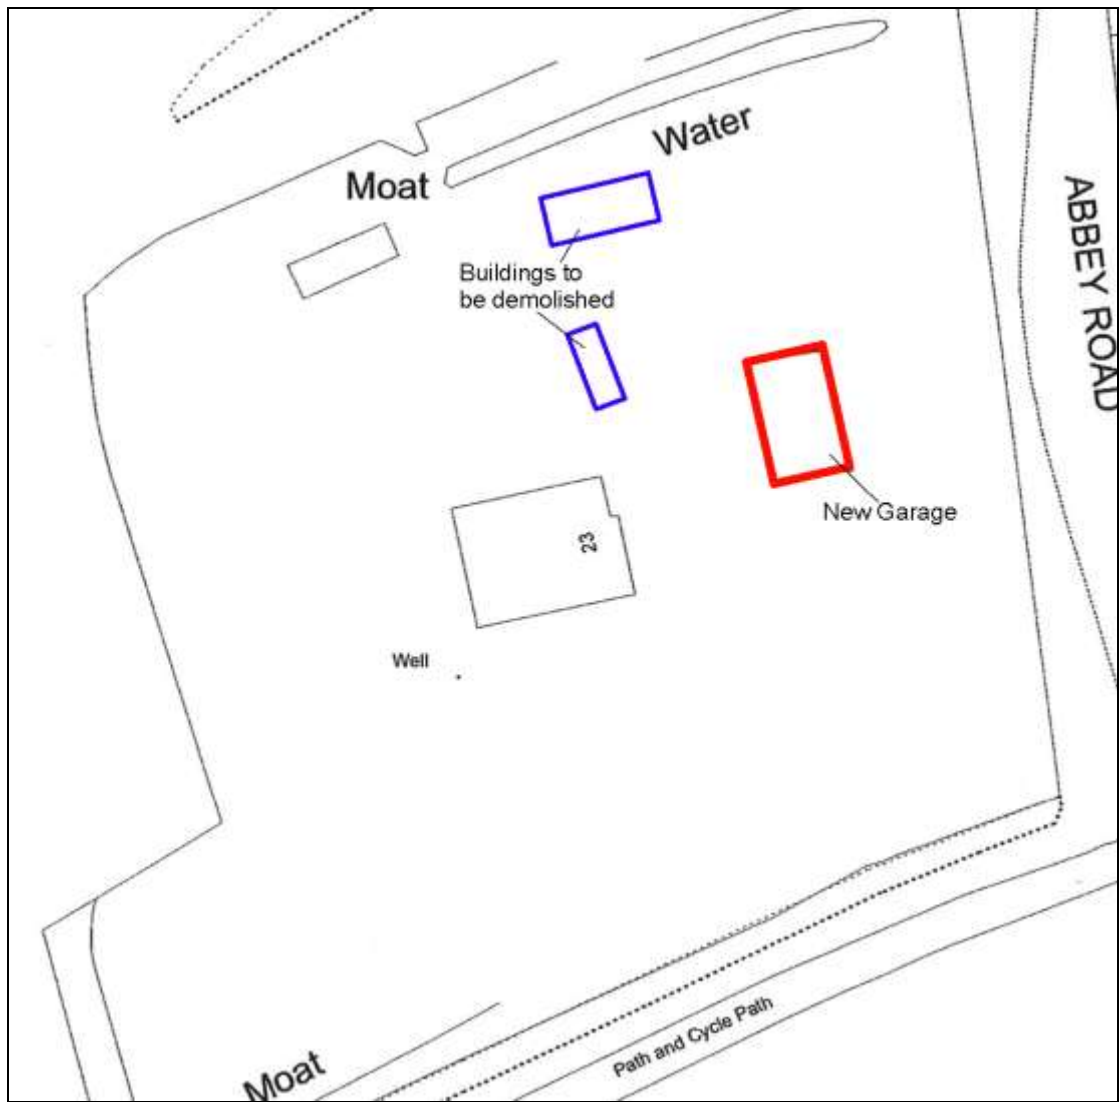 Water
Moat
ABBEY ROAD
Buildings to
be demolished
New Garage
23
Well
Path and Cycle Path
Moat